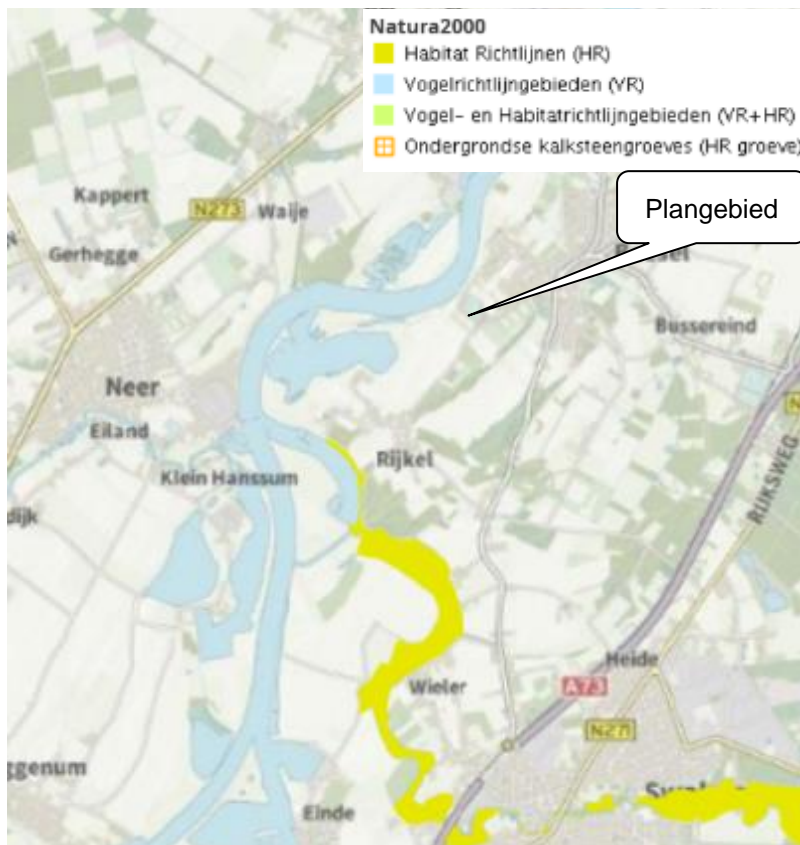 Natura2000
Habitat Richtlijnen (HR)
Vogelrichtlijngebieden (VR)
Vogel- en Habitatrichtlijngebieden (VR+HR)
Ondergrondse kalksteengroeves (HR groeve)
Plangebied
Kappert
N273
Waije
Gerhegge
Bussereind
Neer
Eiland
Rijkel
Klein Hanssum
RIJKSWEG
Heide
Wieler
A73
N271
Einde